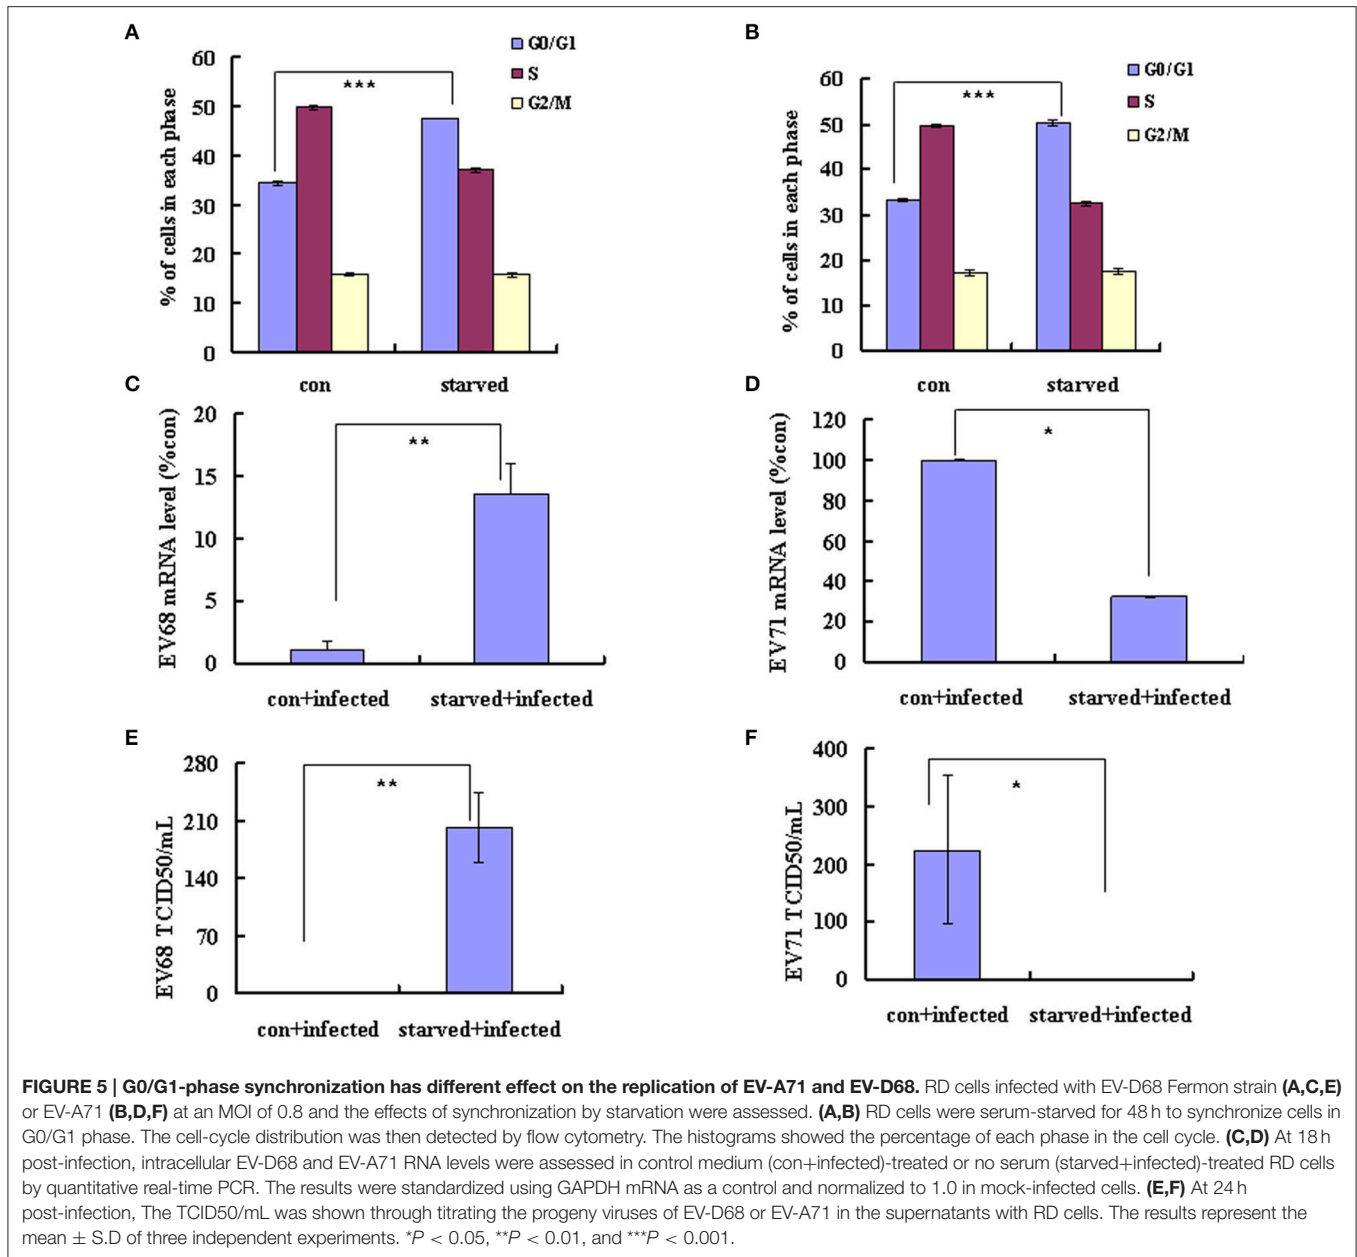 A
G0/G1
S
G2/M
60
50
40
30
20
10
0
% of cells in each phase
***
con
starved
B
G0/G1
S
G2/M
60
50
40
30
20
10
0
% of cells in each phase
***
con
starved
C
20
15
10
5
0
EV68 mRNA level (%con)
**
con+infected
starved+infected
D
120
100
80
60
40
20
0
EV71 mRNA level (%con)
*
con+infected
starved+infected
E
280
210
140
70
0
EV68 TCID50/mL
**
con+infected
starved+infected
F
400
300
200
100
0
EV71 TCID50/mL
*
con+infected
starved+infected
FIGURE 5 | G0/G1-phase synchronization has different effect on the replication of EV-A71 and EV-D68. RD cells infected with EV-D68 Fermon strain (A,C,E)
or EV-A71 (B,D,F) at an MOI of 0.8 and the effects of synchronization by starvation were assessed. (A,B) RD cells were serum-starved for 48 h to synchronize cells in
G0/G1 phase. The cell-cycle distribution was then detected by flow cytometry. The histograms showed the percentage of each phase in the cell cycle. (C,D) At 18 h
post-infection, intracellular EV-D68 and EV-A71 RNA levels were assessed in control medium (con+infected)-treated or no serum (starved+infected)-treated RD cells
by quantitative real-time PCR. The results were standardized using GAPDH mRNA as a control and normalized to 1.0 in mock-infected cells. (E,F) At 24 h
post-infection, The TCID50/mL was shown through titrating the progeny viruses of EV-D68 or EV-A71 in the supernatants with RD cells. The results represent the
mean ± S.D of three independent experiments. *P < 0.05, **P < 0.01, and ***P < 0.001.